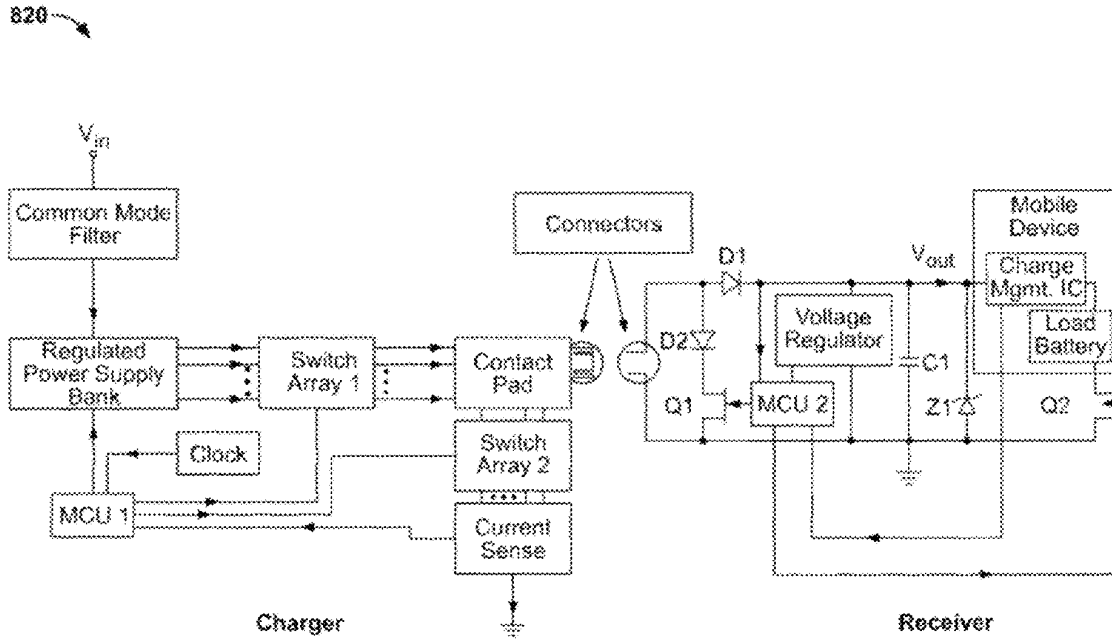 820
Vin
Common Mode
Filter
Connectors
Regulated
Power Supply
Bank
Switch
Array 1
Contact
Pad
Clock
MCU 1
Switch
Array 2
Current
Sense
Charger
D1
D2
Q1
MCU 2
Voltage
Regulator
Vout
C1
Z1
Mobile
Device
Charge
Mgmt. IC
Load
Battery
Q2
Receiver